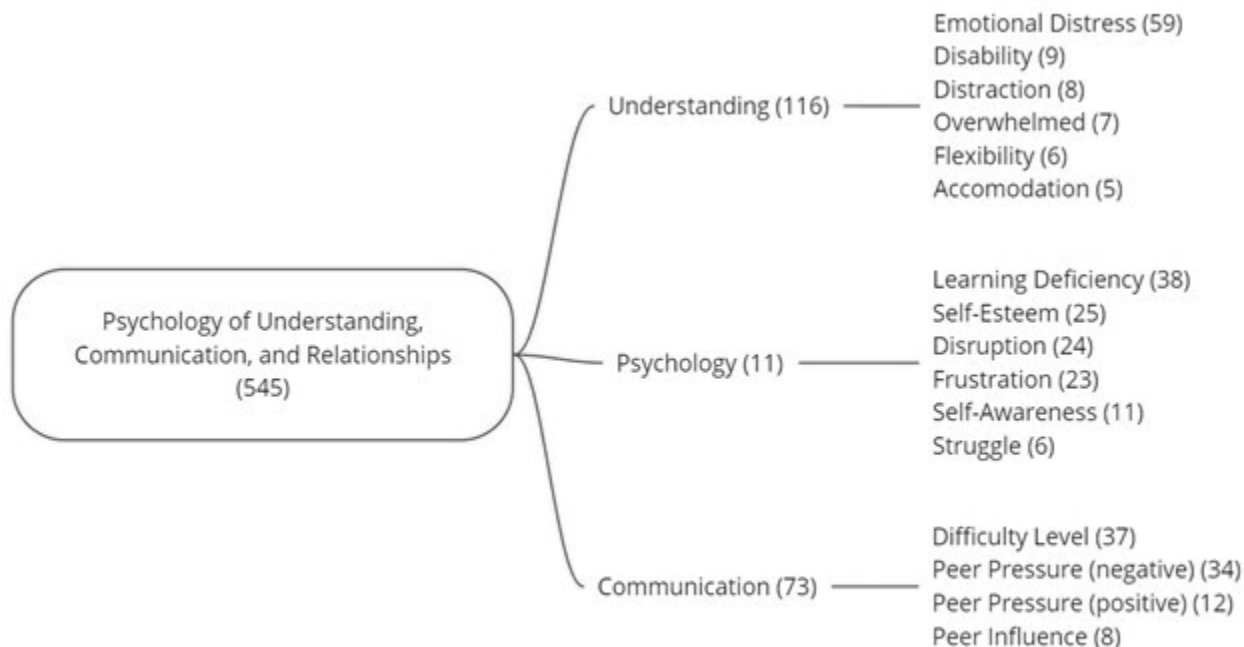 Psychology of Understanding,
Communication, and Relationships
(545)
Understanding (116)
Emotional Distress (59)
Disability (9)
Distraction (8)
Overwhelmed (7)
Flexibility (6)
Accomodation (5)
Psychology (11)
Learning Deficiency (38)
Self-Esteem (25)
Disruption (24)
Frustration (23)
Self-Awareness (11)
Struggle (6)
Communication (73)
Difficulty Level (37)
Peer Pressure (negative) (34)
Peer Pressure (positive) (12)
Peer Influence (8)